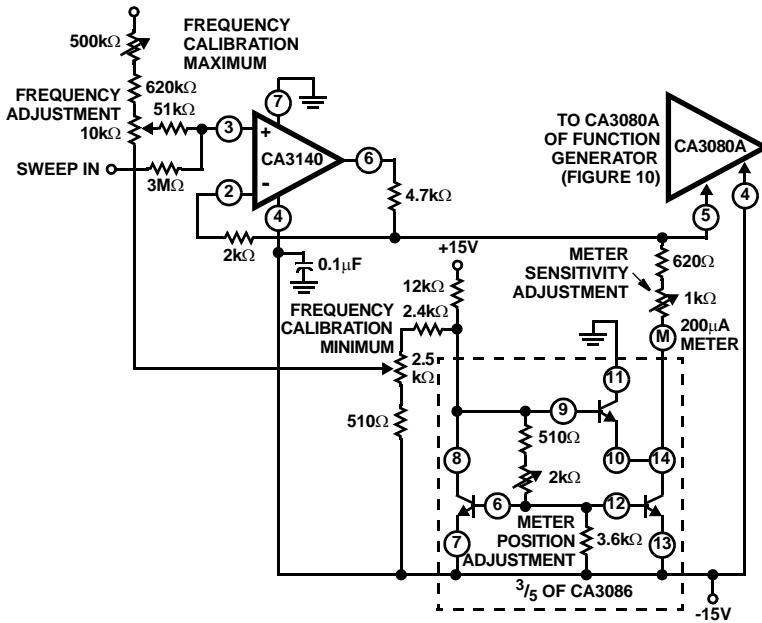 500kΩ
FREQUENCY
CALIBRATION
MAXIMUM
620kΩ
FREQUENCY
ADJUSTMENT
10kΩ
51kΩ
SWEEP IN
3MΩ
7
3
+
CA3140
6
2
-
4
4.7kΩ
2kΩ
0.1μF
TO CA3080A
OF FUNCTION
GENERATOR
(FIGURE 10)
CA3080A
4
5
+15V
12kΩ
2.4kΩ
FREQUENCY
CALIBRATION
MINIMUM
2.5
kΩ
510Ω
METER
SENSITIVITY
ADJUSTMENT
620Ω
1kΩ
M
200μA
METER
11
9
510Ω
10
14
8
2kΩ
6
12
METER
POSITION
ADJUSTMENT
3.6kΩ
7
13
3/5 OF CA3086
-15V